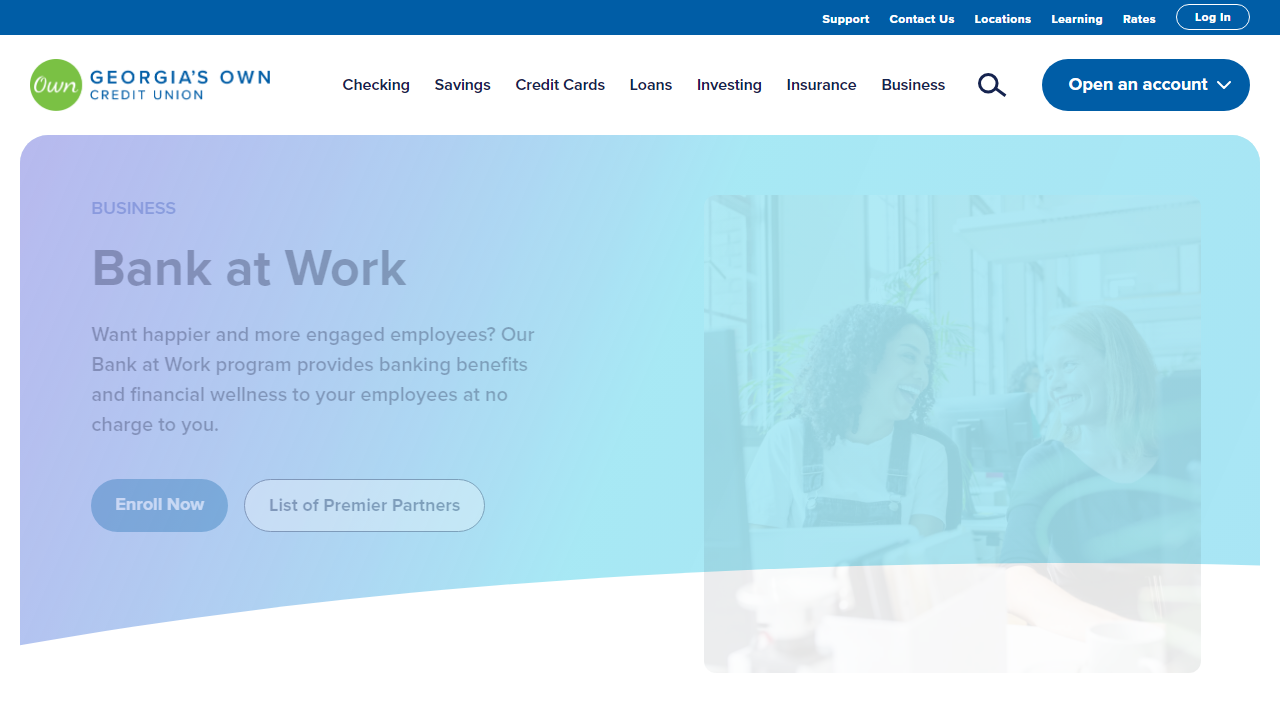 Support Contact Us Locations Learning Rates Log In
Own GEORGIA'S OWN
CREDIT UNION
Checking Savings Credit Cards Loans Investing Insurance Business Open an account
BUSINESS
Bank at Work
Want happier and more engaged employees? Our
Bank at Work program provides banking benefits
and financial wellness to your employees at no
charge to you.
Enroll Now List of Premier Partners